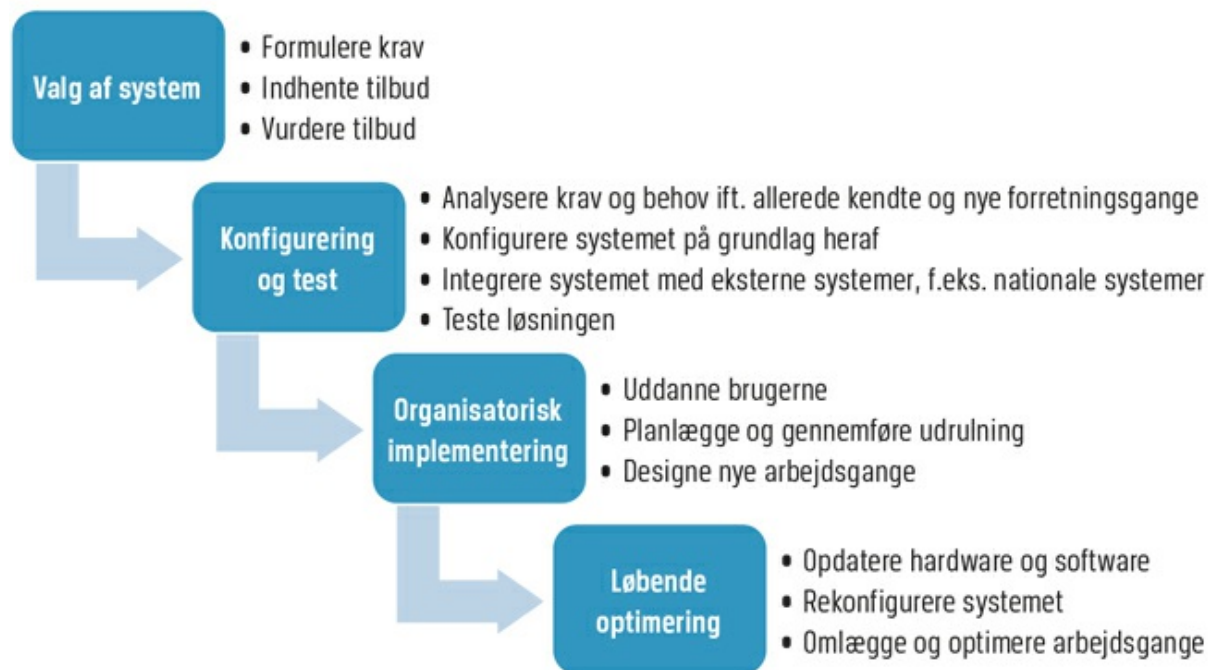 Valg af system
• Formulere krav
• Indhente tilbud
• Vurdere tilbud
Konfigurering
og test
• Analysere krav og behov ift. allerede kendte og nye forretningsgange
• Konfigurere systemet på grundlag heraf
• Integrere systemet med eksterne systemer, f.eks. nationale systemer
• Teste løsningen
Organisatorisk
implementering
• Uddanne brugerne
• Planlægge og gennemføre udrulning
• Designe nye arbejdsgange
Løbende
optimering
• Opdatere hardware og software
• Rekonfigurere systemet
• Omlægge og optimere arbejdsgange